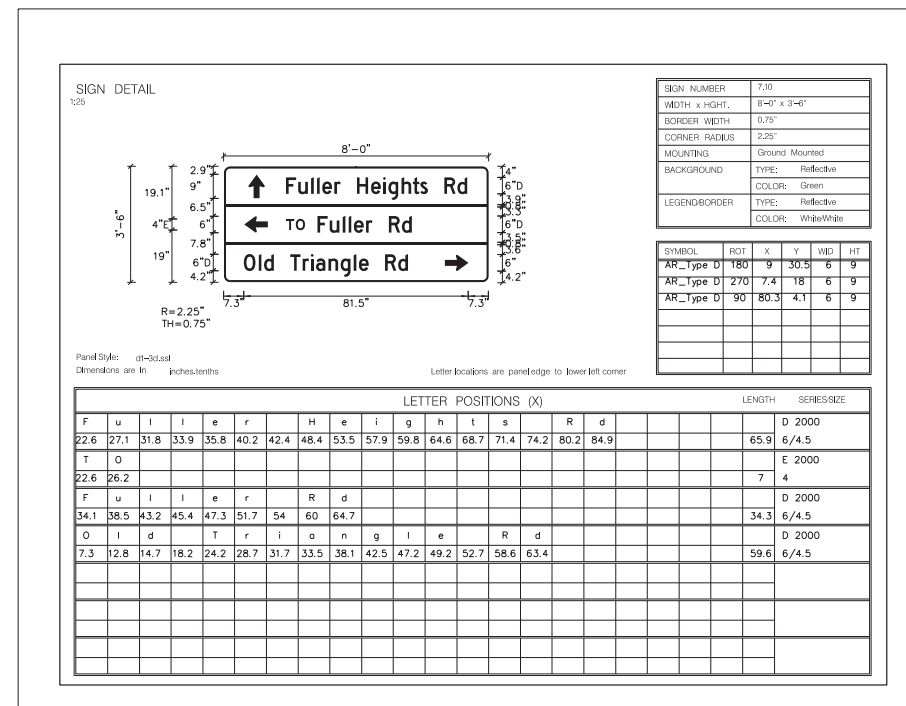 SIGN DETAIL
1:25
8'-0"
3'-6"
19.1"
4"E
19"
2.9"
9"
6.5"
6"
7.8"
6"D
4.2"
↑ Fuller Heights Rd
← TO Fuller Rd
Old Triangle Rd →
4"
6"D
3.9"
0.8"
3.3"
6"D
3.5"
0.8"
3.6"
6"
4.2"
7.3" 81.5" 7.3"
R=2.25"
TH=0.75"
Panel Style: d1-3d.ssl
Dimensions are in inches.tenths
Letter locations are panel edge to lower left corner
SIGN NUMBER 7.10
WIDTH x HGHT. 8'-0" x 3'-6"
BORDER WIDTH 0.75"
CORNER RADIUS 2.25"
MOUNTING Ground Mounted
BACKGROUND TYPE: Reflective
COLOR: Green
LEGEND/BORDER TYPE: Reflective
COLOR: White/White
SYMBOL ROT X Y WID HT
AR_Type D 180 9 30.5 6 9
AR_Type D 270 7.4 18 6 9
AR_Type D 90 80.3 4.1 6 9
LETTER POSITIONS (X) LENGTH SERIES/SIZE
F u l l e r H e i g h t s R d D 2000
22.6 27.1 31.8 33.9 35.8 40.2 42.4 48.4 53.5 57.9 59.8 64.6 68.7 71.4 74.2 80.2 84.9 65.9 6/4.5
T O E 2000
22.6 26.2 7 4
F u l l e r R d D 2000
34.1 38.5 43.2 45.4 47.3 51.7 54 60 64.7 34.3 6/4.5
O l d T r i a n g l e R d D 2000
7.3 12.8 14.7 18.2 24.2 28.7 31.7 33.5 38.1 42.5 47.2 49.2 52.7 58.6 63.4 59.6 6/4.5